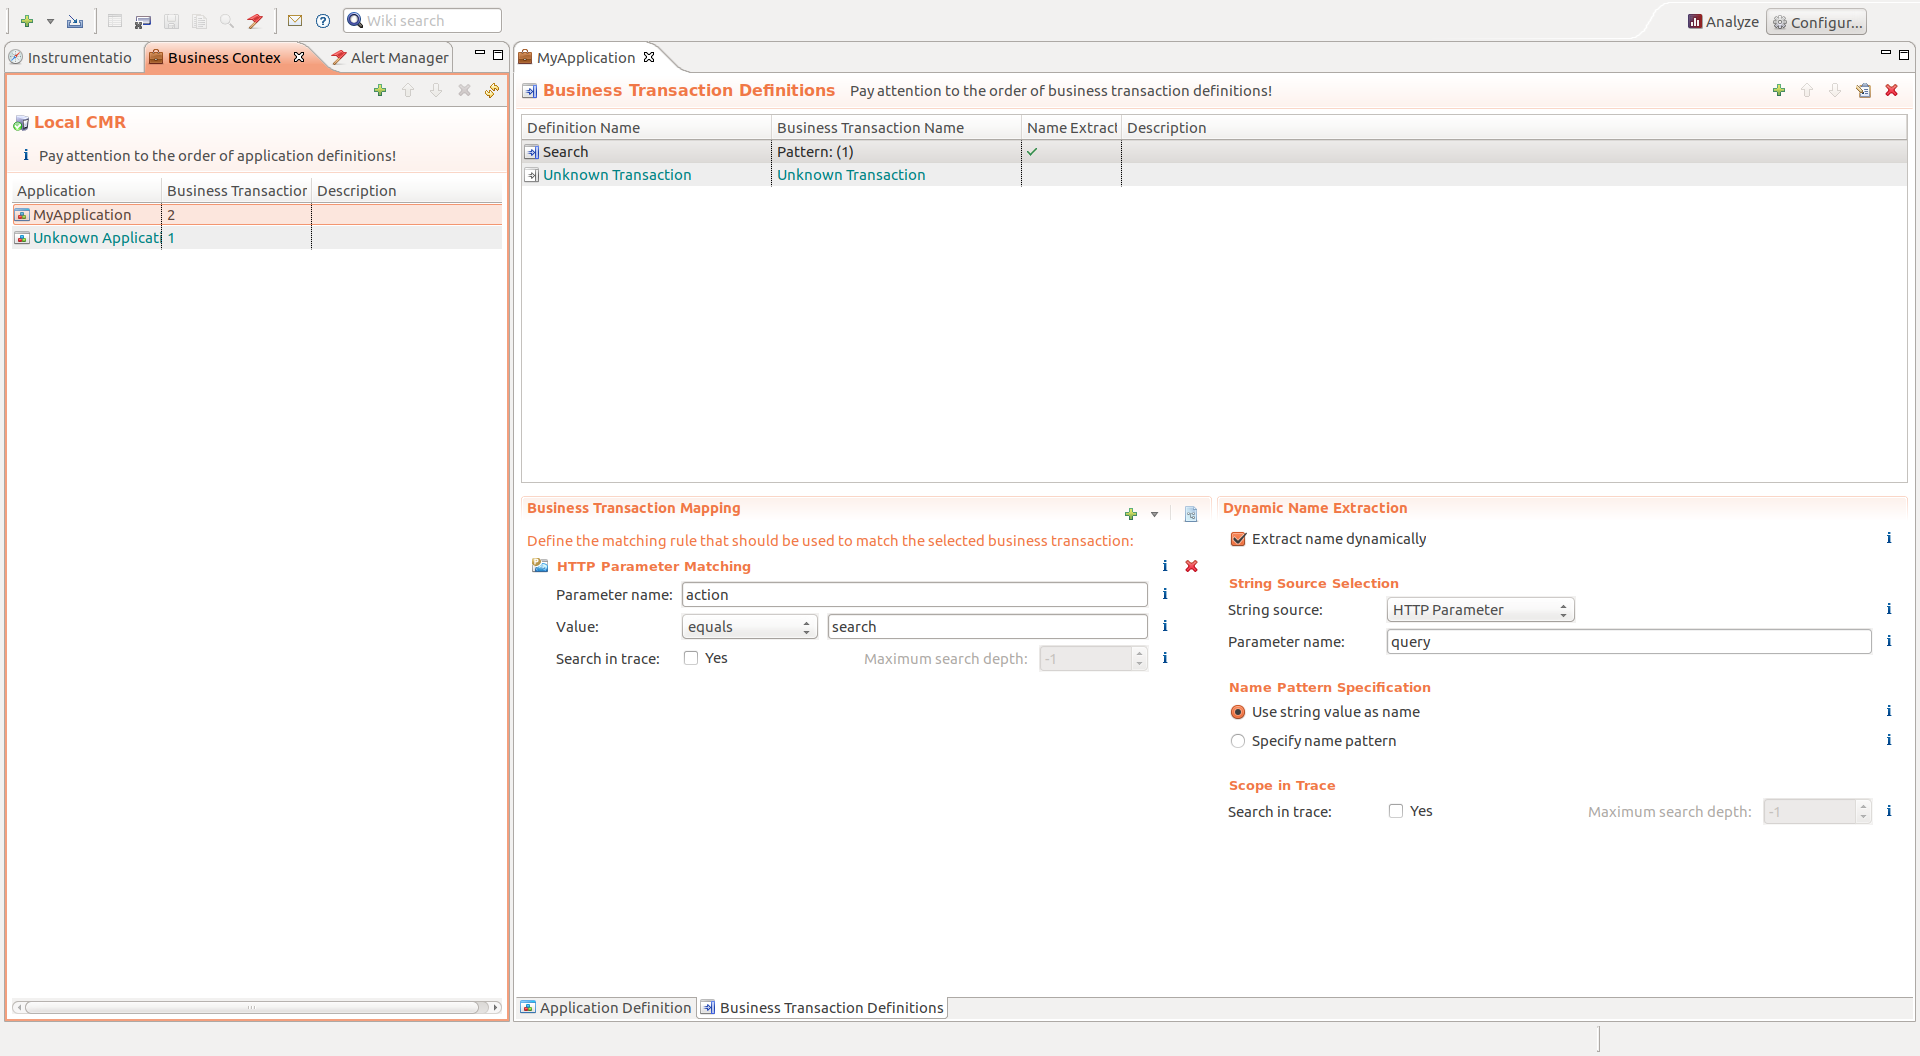 Wiki search
Analyze
Configur...
Instrumentatio
Business Contex
Alert Manager
Local CMR
Pay attention to the order of application definitions!
Application Business Transaction Description
MyApplication 2
Unknown Applicati 1
MyApplication
Business Transaction Definitions Pay attention to the order of business transaction definitions!
Definition Name Business Transaction Name Name Extract Description
Search Pattern: (1)
Unknown Transaction Unknown Transaction
Business Transaction Mapping
Define the matching rule that should be used to match the selected business transaction:
HTTP Parameter Matching
Parameter name: action
Value: equals search
Search in trace: Yes Maximum search depth: -1
Dynamic Name Extraction
Extract name dynamically
String Source Selection
String source: HTTP Parameter
Parameter name: query
Name Pattern Specification
Use string value as name
Specify name pattern
Scope in Trace
Search in trace: Yes Maximum search depth: -1
Application Definition
Business Transaction Definitions